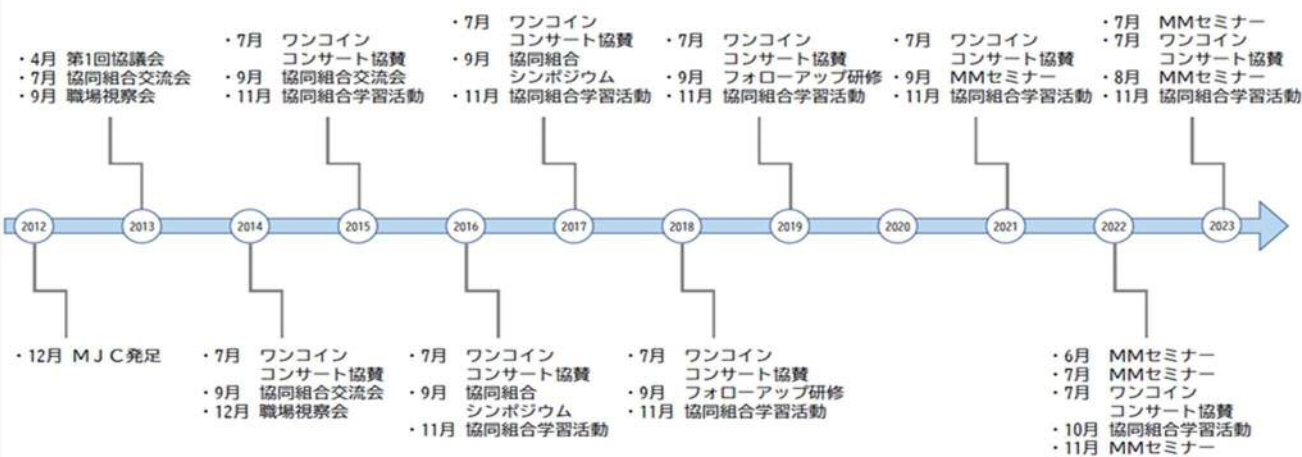 ・4月 第1回協議会
・7月 協同組合交流会
・9月 職場視察会
・7月 ワンコイン
コンサート協賛
・9月 協同組合交流会
・11月 協同組合学習活動
・7月 ワンコイン
コンサート協賛
・9月 協同組合
シンポジウム
・11月 協同組合学習活動
・7月 ワンコイン
コンサート協賛
・9月 フォローアップ研修
・11月 協同組合学習活動
・7月 ワンコイン
コンサート協賛
・9月 MMセミナー
・11月 協同組合学習活動
・7月 MMセミナー
・7月 ワンコイン
コンサート協賛
・8月 MMセミナー
・11月 協同組合学習活動
2012
2013
2014
2015
2016
2017
2018
2019
2020
2021
2022
2023
・12月 MJC発足
・7月 ワンコイン
コンサート協賛
・9月 協同組合交流会
・12月 職場視察会
・7月 ワンコイン
コンサート協賛
・9月 協同組合
シンポジウム
・11月 協同組合学習活動
・7月 ワンコイン
コンサート協賛
・9月 フォローアップ研修
・11月 協同組合学習活動
・6月 MMセミナー
・7月 MMセミナー
・7月 ワンコイン
コンサート協賛
・10月 協同組合学習活動
・11月 MMセミナー